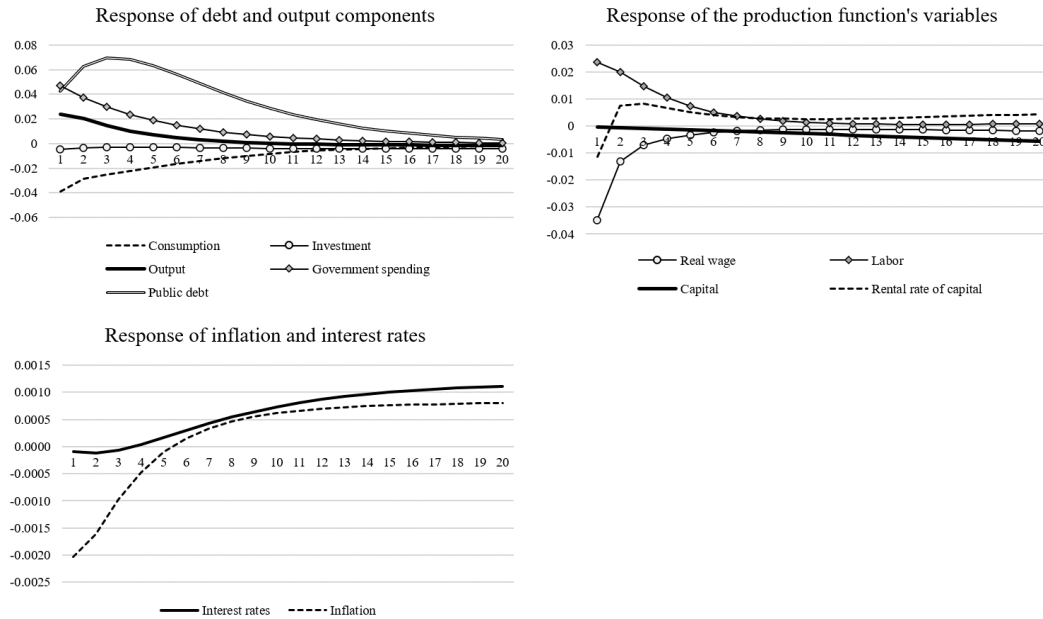 Response of debt and output components
0.08
0.06
0.04
0.02
0
-0.02
-0.04
-0.06
1 2 3 4 5 6 7 8 9 10 11 12 13 14 15 16 17 18 19 20
Consumption Investment
Output Government spending
Public debt
Response of the production function's variables
0.03
0.02
0.01
0
-0.01
-0.02
-0.03
-0.04
1 2 3 4 5 6 7 8 9 10 11 12 13 14 15 16 17 18 19 20
Real wage Labor
Capital Rental rate of capital
Response of inflation and interest rates
0.0015
0.0010
0.0005
0.0000
-0.0005
-0.0010
-0.0015
-0.0020
-0.0025
1 2 3 4 5 6 7 8 9 10 11 12 13 14 15 16 17 18 19 20
Interest rates Inflation